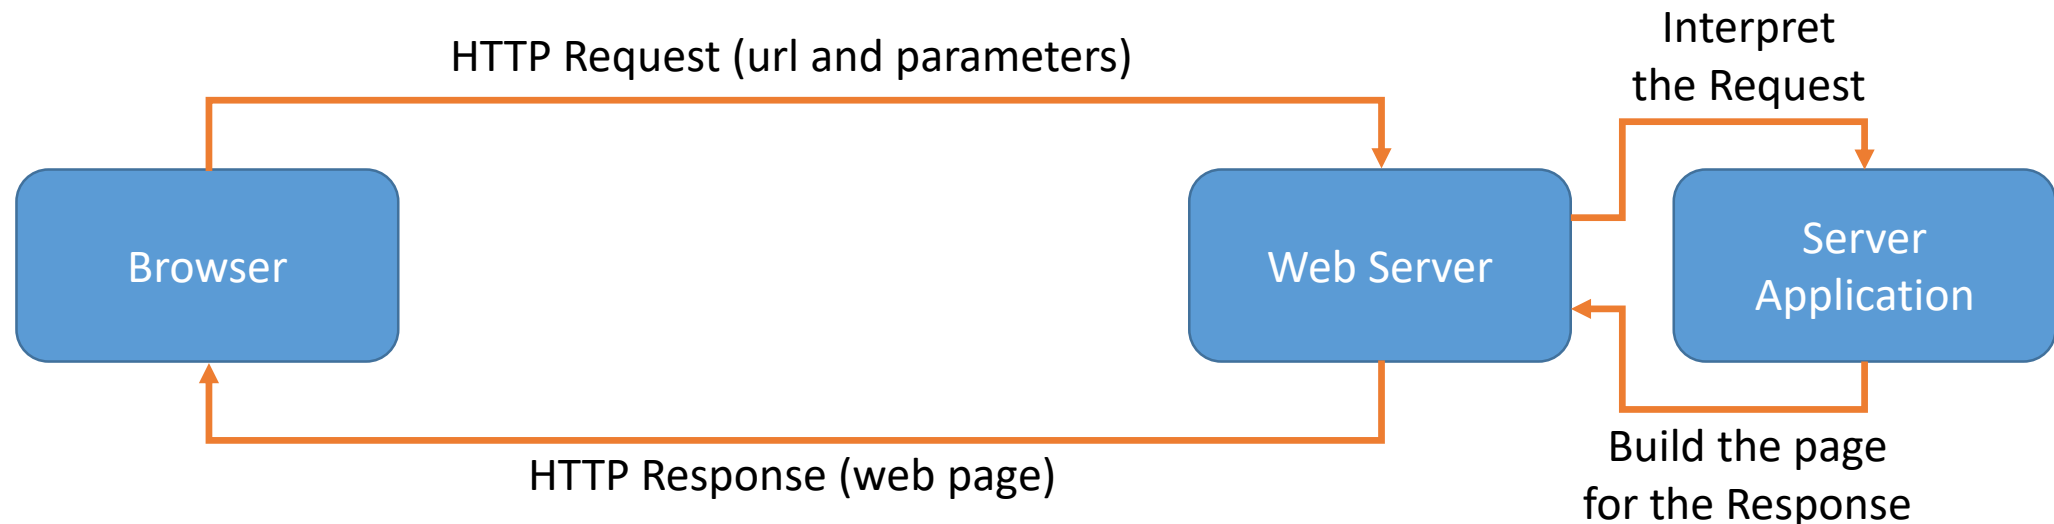 HTTP Request (url and parameters)
Interpret
the Request
Browser
Web Server
Server
Application
HTTP Response (web page)
Build the page
for the Response